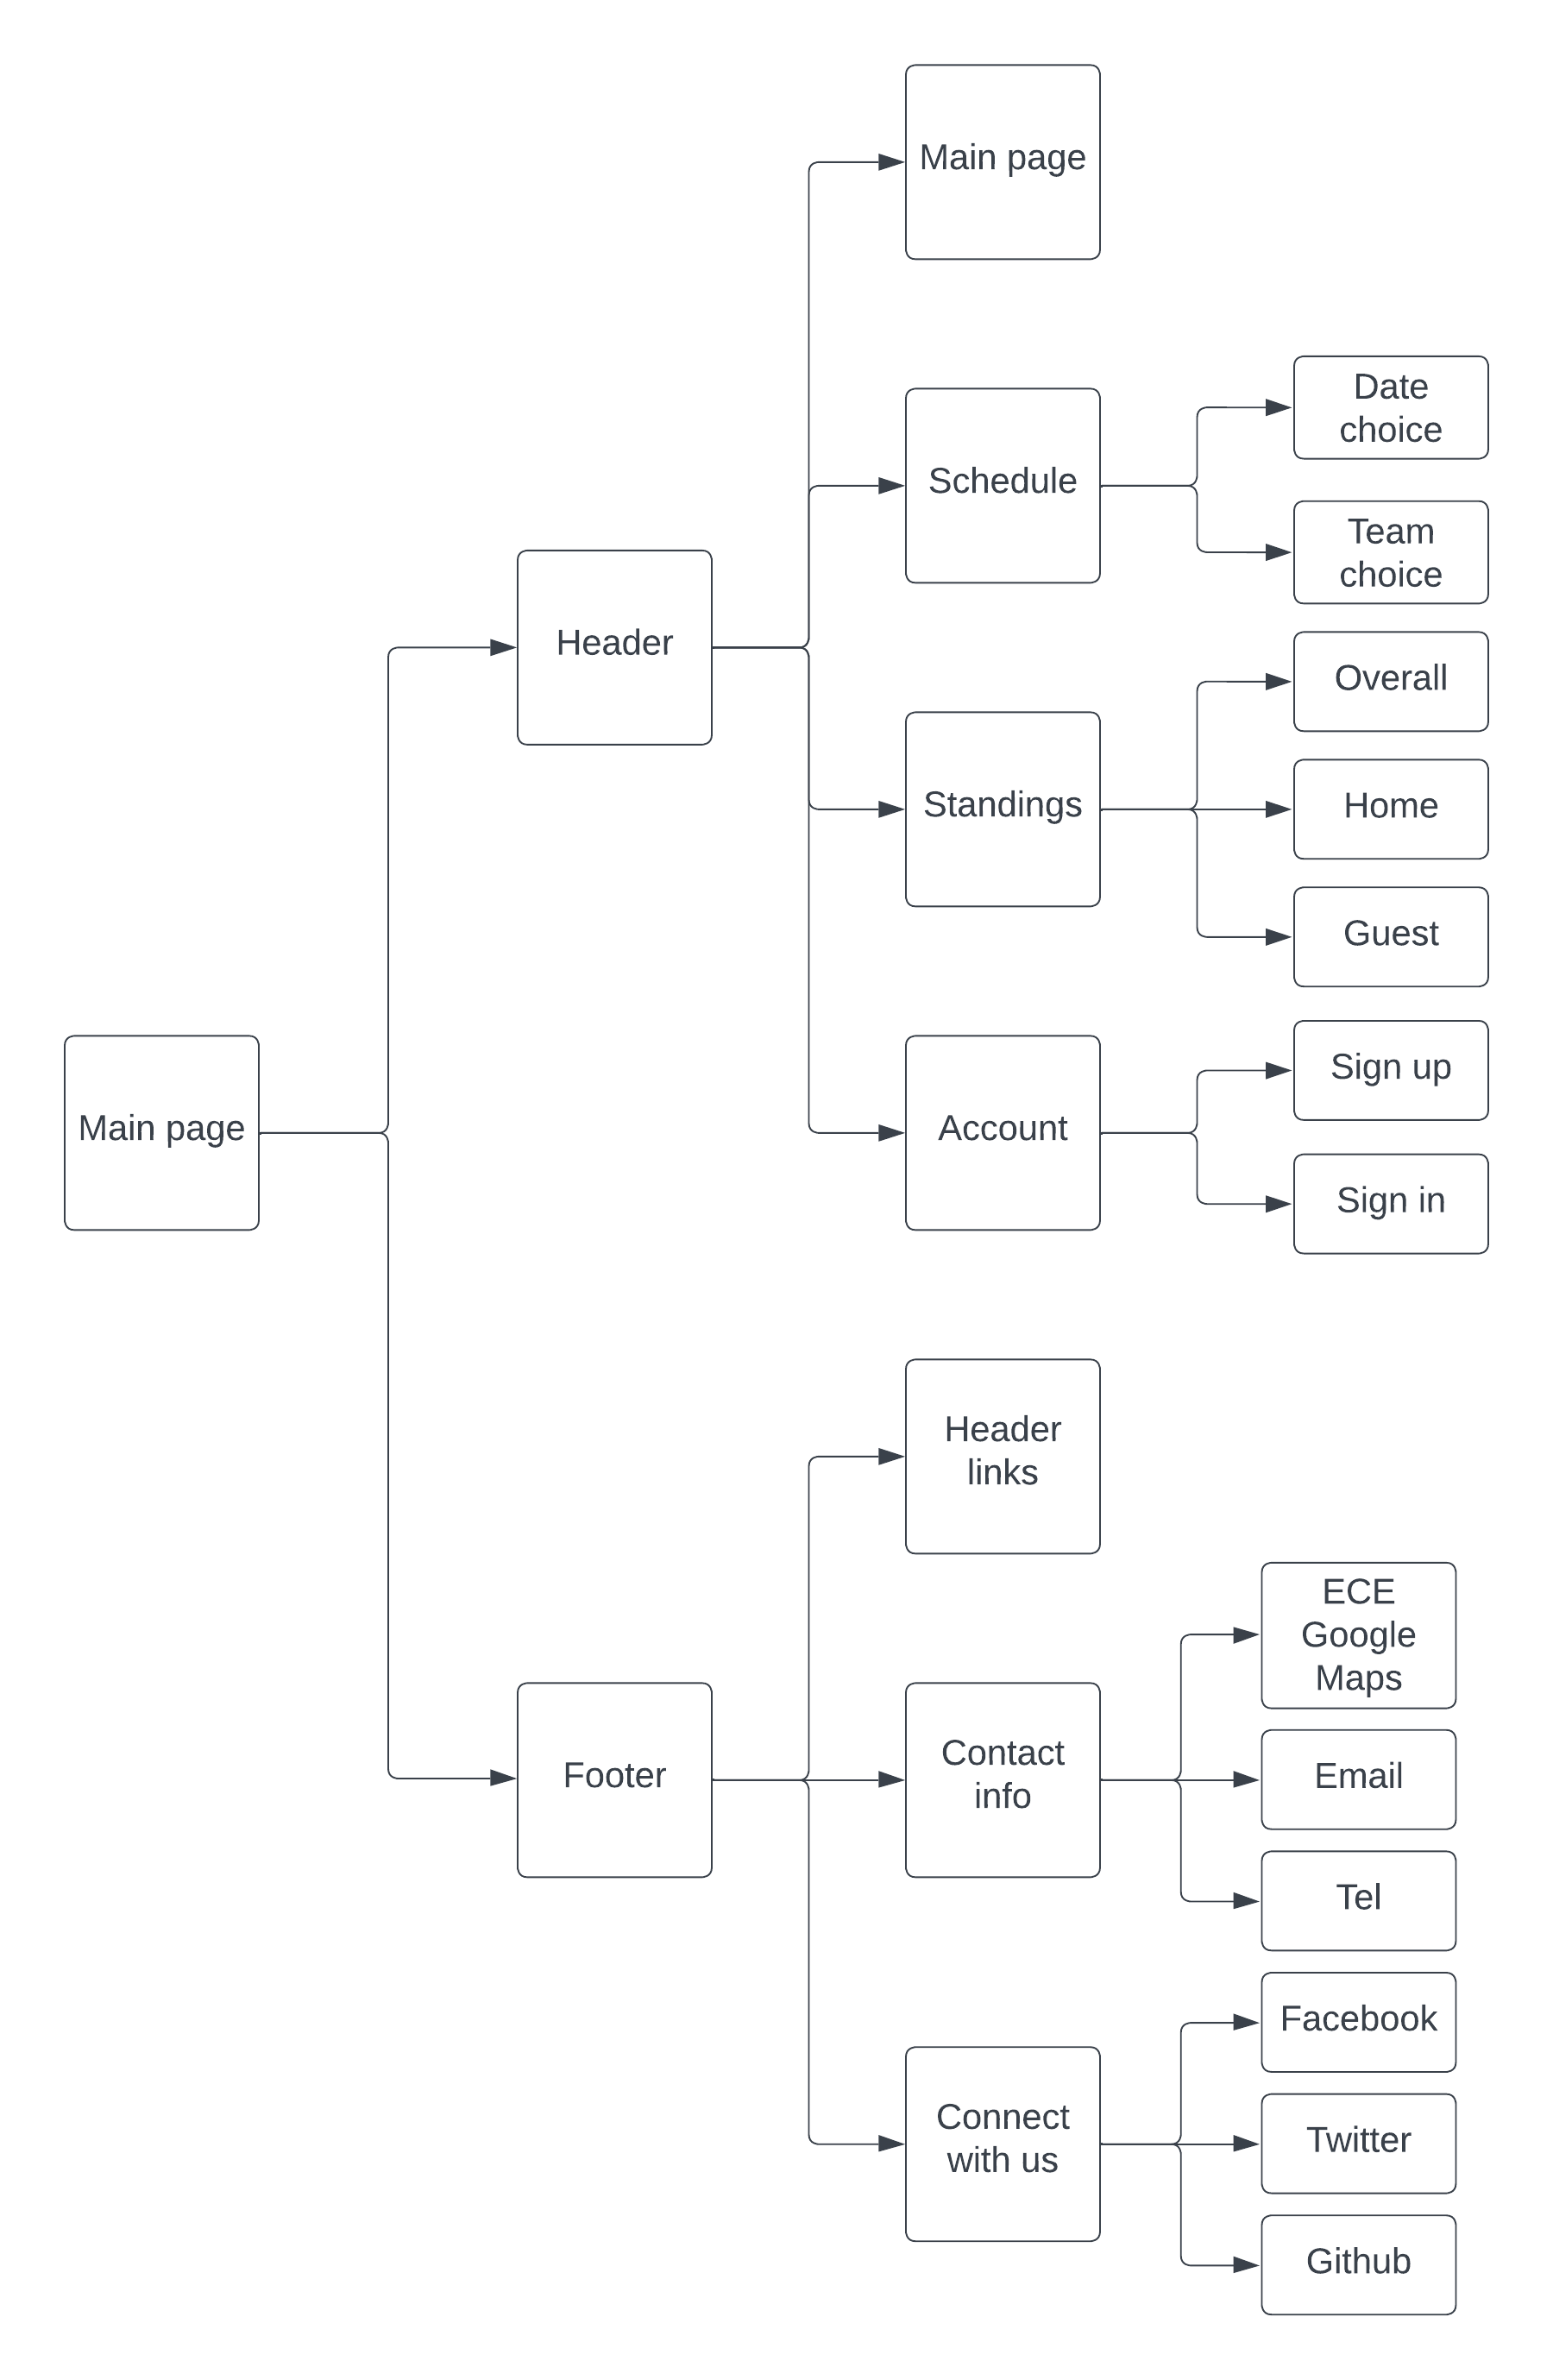 Main page
Header
Main page
Schedule
Date
choice
Team
choice
Standings
Overall
Home
Guest
Account
Sign up
Sign in
Footer
Header
links
Contact
info
ECE
Google
Maps
Email
Tel
Connect
with us
Facebook
Twitter
Github